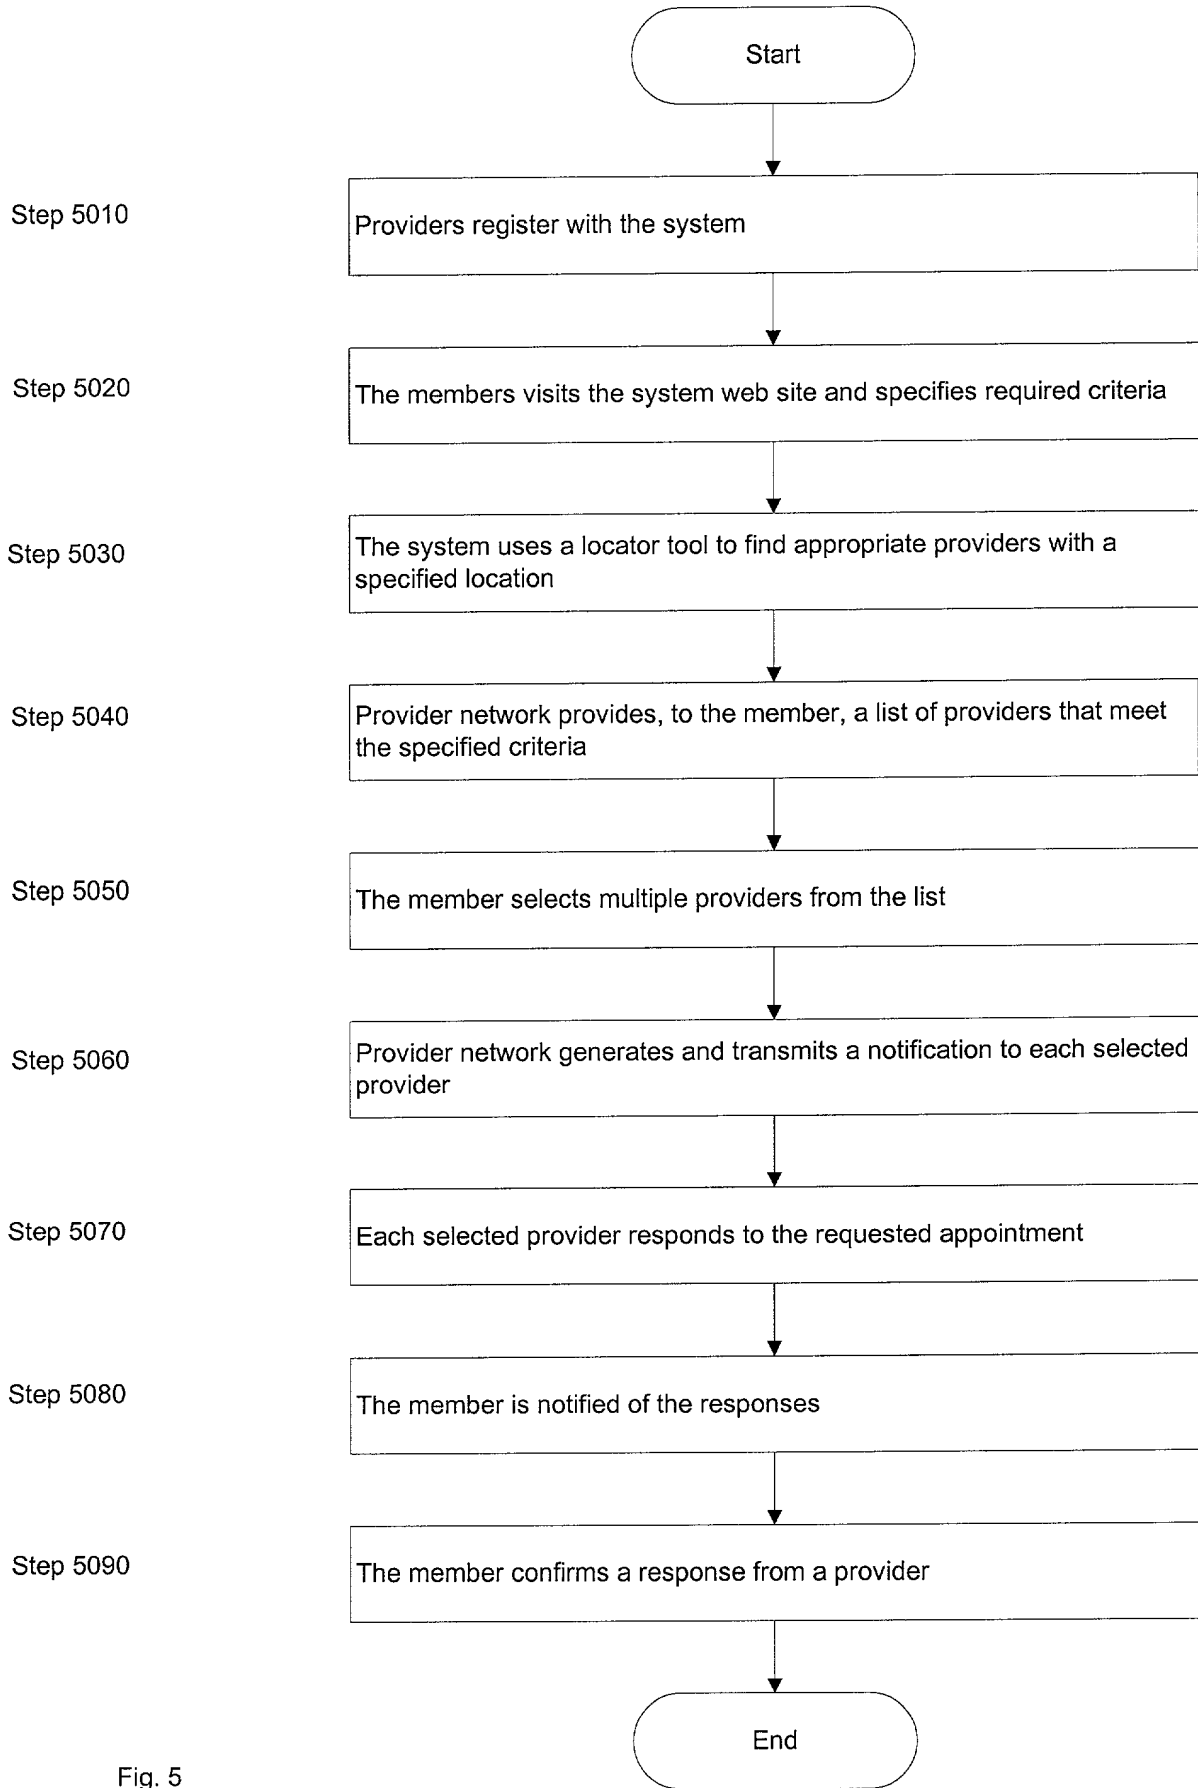 Start
Step 5010
Providers register with the system
Step 5020
The members visits the system web site and specifies required criteria
Step 5030
The system uses a locator tool to find appropriate providers with a
specified location
Step 5040
Provider network provides, to the member, a list of providers that meet
the specified criteria
Step 5050
The member selects multiple providers from the list
Step 5060
Provider network generates and transmits a notification to each selected
provider
Step 5070
Each selected provider responds to the requested appointment
Step 5080
The member is notified of the responses
Step 5090
The member confirms a response from a provider
End
Fig. 5